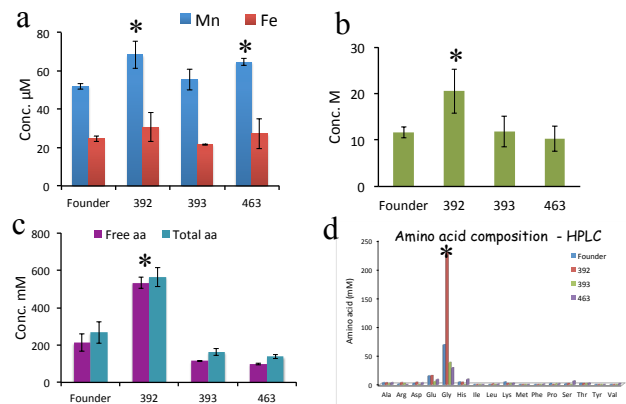 a
Mn Fe
*
*
80
60
40
20
0
Conc. µM
Founder 392 393 463
b
*
30
20
10
0
Conc. M
Founder 392 393 463
c
Free aa Total aa
*
600
400
200
0
Conc. mM
Founder 392 393 463
d
Amino acid composition - HPLC
*
250
200
150
100
50
0
Amino acid (mM)
Founder
392
393
463
Ala Arg Asp Glu Gly His Ile Leu Lys Met Phe Pro Ser Thr Tyr Val